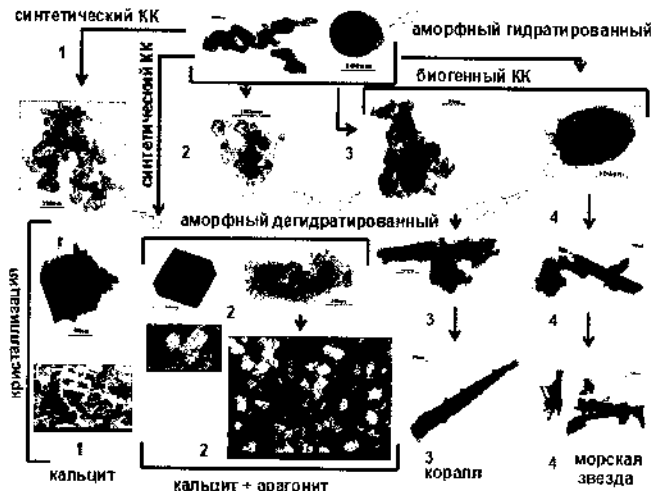 синтетический КК
аморфный гидратированный
1
биогенный КК
синтетический КК
2
3
аморфный дегидратированный
4
кристаллизация
2
3
4
1
2
3
4
кальцит
коралл
морская
звезда
кальцит + арагонит